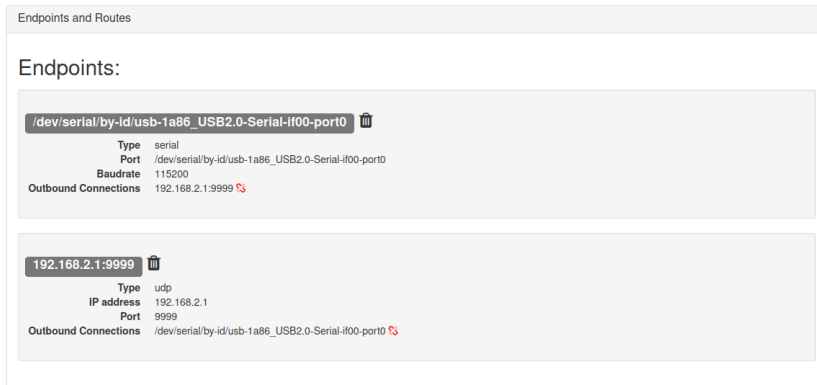 Endpoints and Routes
Endpoints:
/dev/serial/by-id/usb-1a86_USB2.0-Serial-if00-port0
Type serial
Port /dev/serial/by-id/usb-1a86_USB2.0-Serial-if00-port0
Baudrate 115200
Outbound Connections 192.168.2.1:9999
192.168.2.1:9999
Type udp
IP address 192.168.2.1
Port 9999
Outbound Connections /dev/serial/by-id/usb-1a86_USB2.0-Serial-if00-port0